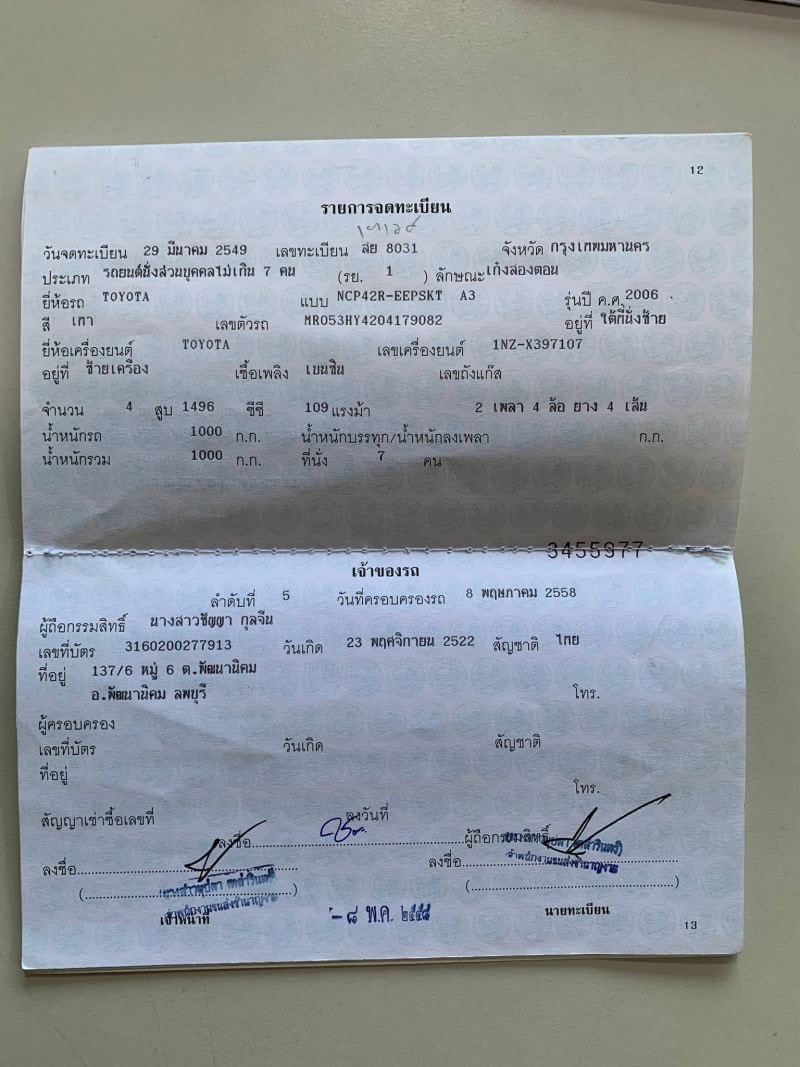 12
รายการจดทะเบียน
วันจดทะเบียน 29 มีนาคม 2549 เลขทะเบียน สย 8031 จังหวัด กรุงเทพมหานคร
ประเภท รถยนต์นั่งส่วนบุคคลไม่เกิน 7 คน (รย. 1 ) ลักษณะ เก๋งสองตอน
ยี่ห้อรถ TOYOTA แบบ NCP42R-EEPSKT A3 รุ่นปี ค.ศ. 2006
สี เทา เลขตัวรถ MR053HY4204179082 อยู่ที่ ใต้ที่นั่งซ้าย
ยี่ห้อเครื่องยนต์ TOYOTA เลขเครื่องยนต์ 1NZ-X397107
อยู่ที่ ซ้ายเครื่อง เชื้อเพลิง เบนซิน เลขถังแก๊ส
จำนวน 4 สูบ 1496 ซีซี 109 แรงม้า 2 เพลา 4 ล้อ ยาง 4 เส้น
น้ำหนักรถ 1000 ก.ก. น้ำหนักบรรทุก/น้ำหนักลงเพลา ก.ก.
น้ำหนักรวม 1000 ก.ก. ที่นั่ง 7 คน
3455977
เจ้าของรถ
ลำดับที่ 5 วันที่ครอบครองรถ 8 พฤษภาคม 2558
ผู้ถือกรรมสิทธิ์ นางสาวชัญญา กุลจีน
เลขที่บัตร 3160200277913 วันเกิด 23 พฤศจิกายน 2522 สัญชาติ ไทย
ที่อยู่ 137/6 หมู่ 6 ต.พัฒนานิคม
อ.พัฒนานิคม ลพบุรี โทร.
ผู้ครอบครอง
เลขที่บัตร วันเกิด สัญชาติ
ที่อยู่
โทร.
สัญญาเช่าซื้อเลขที่ ลงวันที่
ลงชื่อ ผู้ถือกรรมสิทธิ์
ลงชื่อ ลงชื่อ
เจ้าหน้าที่ -๘ พ.ค. ๒๕๕๘ นายทะเบียน
13